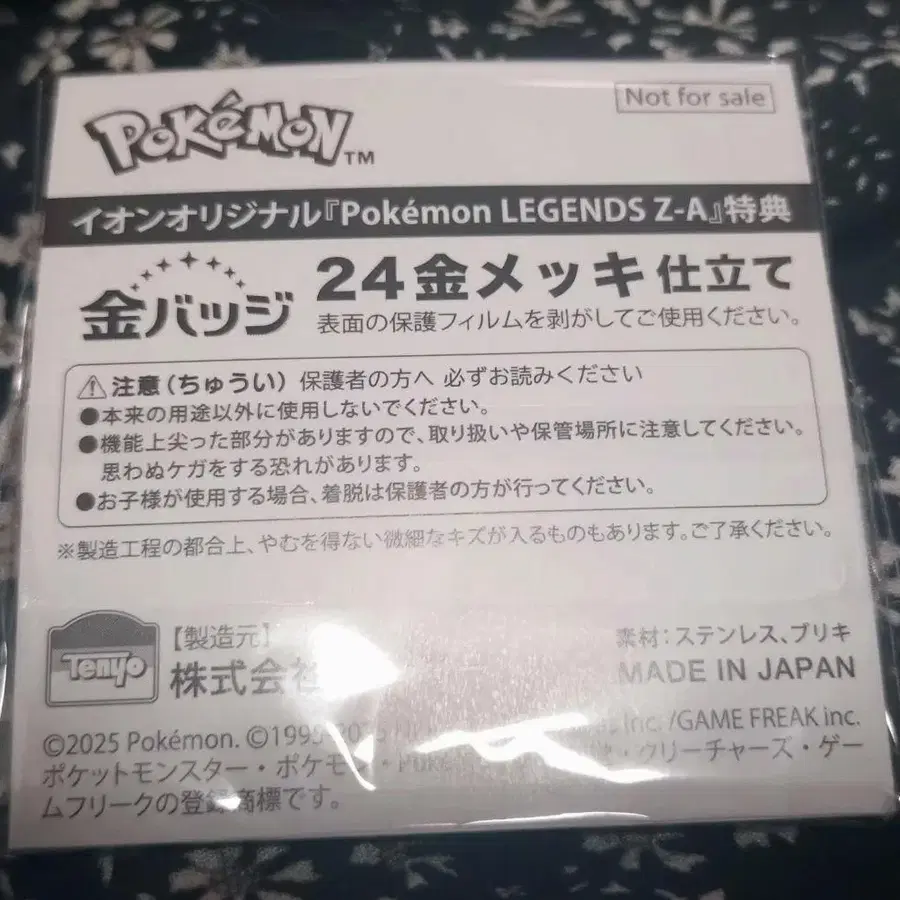 Pokémon TM
Not for sale
イオンオリジナル『Pokémon LEGENDS Z-A』特典
金バッジ
24金メッキ仕立て
表面の保護フィルムを剥がしてご使用ください。
注意(ちゅうい) 保護者の方へ 必ずお読みください
●本来の用途以外に使用しないでください。
●機能上尖った部分がありますので、取り扱いや保管場所に注意してください。
思わぬケガをする恐れがあります。
●お子様が使用する場合、着脱は保護者の方が行ってください。
※製造工程の都合上、やむを得ない微細なキズが入るものもあります。ご了承ください。
Tenyo
【製造元】
株式会社
素材:ステンレス、ブリキ
MADE IN JAPAN
©2025 Pokémon. ©1995 Inc. /GAME FREAK inc.
ポケットモンスター・ポケモン・Poké ・クリーチャーズ・ゲー
ムフリークの登録商標です。